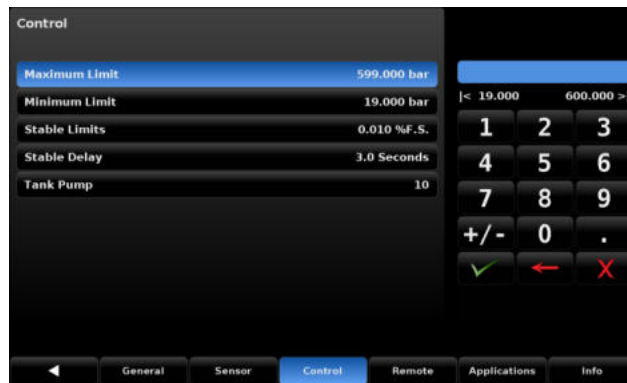 Control
Maximum Limit 599.000 bar
Minimum Limit 19.000 bar
Stable Limits 0.010 %F.S.
Stable Delay 3.0 Seconds
Tank Pump 10
|< 19.000 600.000 >
1 2 3
4 5 6
7 8 9
+/- 0 .
General Sensor Control Remote Applications Info